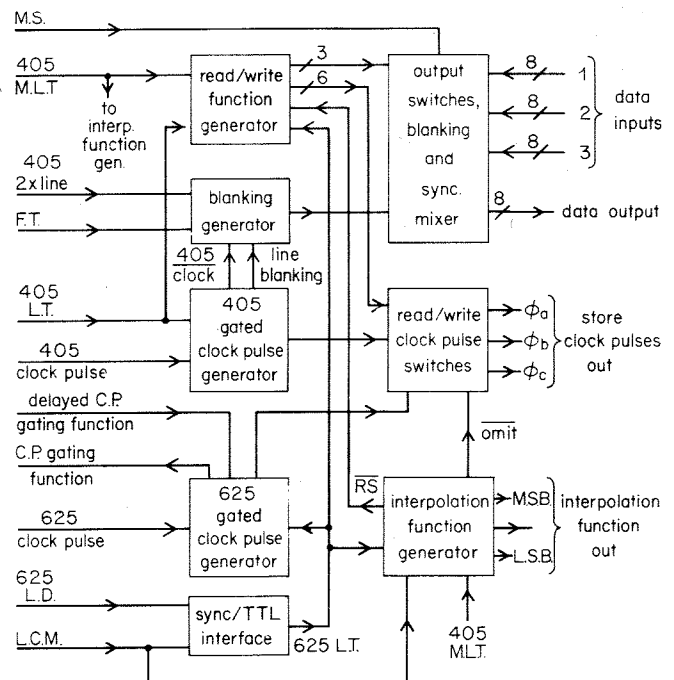 M.S.
405
M.L.T
to
interp.
function
gen.
read/write
function
generator
3
6
output
switches,
blanking
and
sync.
mixer
8
1
8
2
8
3
data
inputs
8
data output
405
2xline
F.T.
blanking
generator
405
clock
line
blanking
405
L.T.
405
clock pulse
405
gated
clock pulse
generator
read/write
clock pulse
switches
ϕa
ϕb
ϕc
store
clock pulses
out
delayed C.P.
gating function
C.P. gating
function
625
clock pulse
625
gated
clock pulse
generator
omit
RS
interpolation
function
generator
M.S.B.
L.S.B.
interpolation
function
out
625
L.D.
L.C.M.
sync/TTL
interface
625 L.T.
405
MLT.